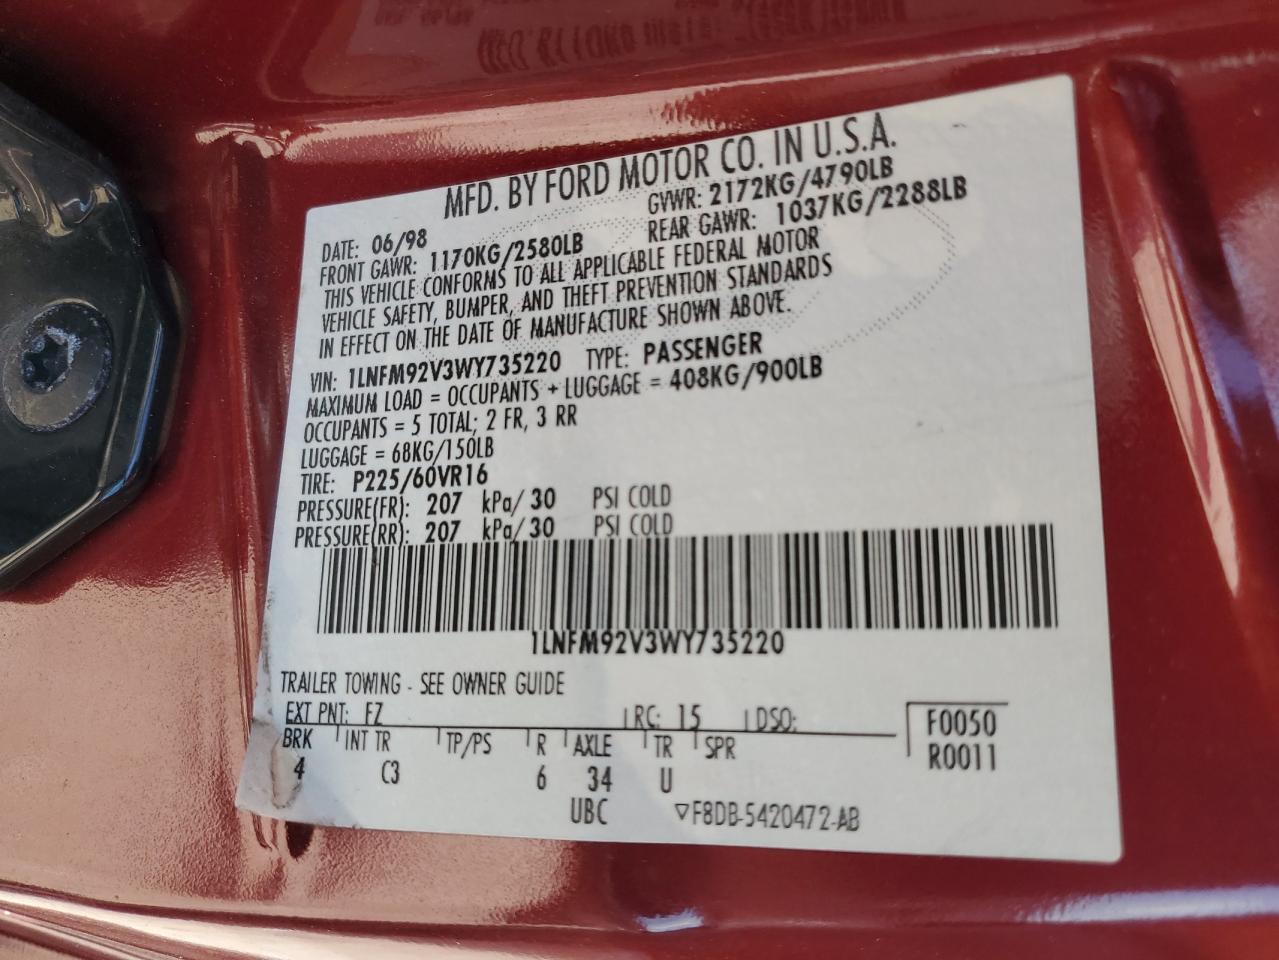 MFD. BY FORD MOTOR CO. IN U.S.A.
DATE: 06/98 GVWR: 2172KG/4790LB
FRONT GAWR: 1170KG/2580LB REAR GAWR: 1037KG/2288LB
THIS VEHICLE CONFORMS TO ALL APPLICABLE FEDERAL MOTOR
VEHICLE SAFETY, BUMPER, AND THEFT PREVENTION STANDARDS
IN EFFECT ON THE DATE OF MANUFACTURE SHOWN ABOVE.
VIN: 1LNFM92V3WY735220 TYPE: PASSENGER
MAXIMUM LOAD = OCCUPANTS + LUGGAGE = 408KG/900LB
OCCUPANTS = 5 TOTAL; 2 FR, 3 RR
LUGGAGE = 68KG/150LB
TIRE: P225/60VR16
PRESSURE(FR): 207 kPa/ 30 PSI COLD
PRESSURE(RR): 207 kPa/ 30 PSI COLD
1LNFM92V3WY735220
TRAILER TOWING - SEE OWNER GUIDE
EXT PNT: FZ RC: 15 DSO: F0050
BRK INT TR TP/PS R AXLE TR SPR R0011
4 C3 6 34 U
UBC ▽F8DB-5420472-AB